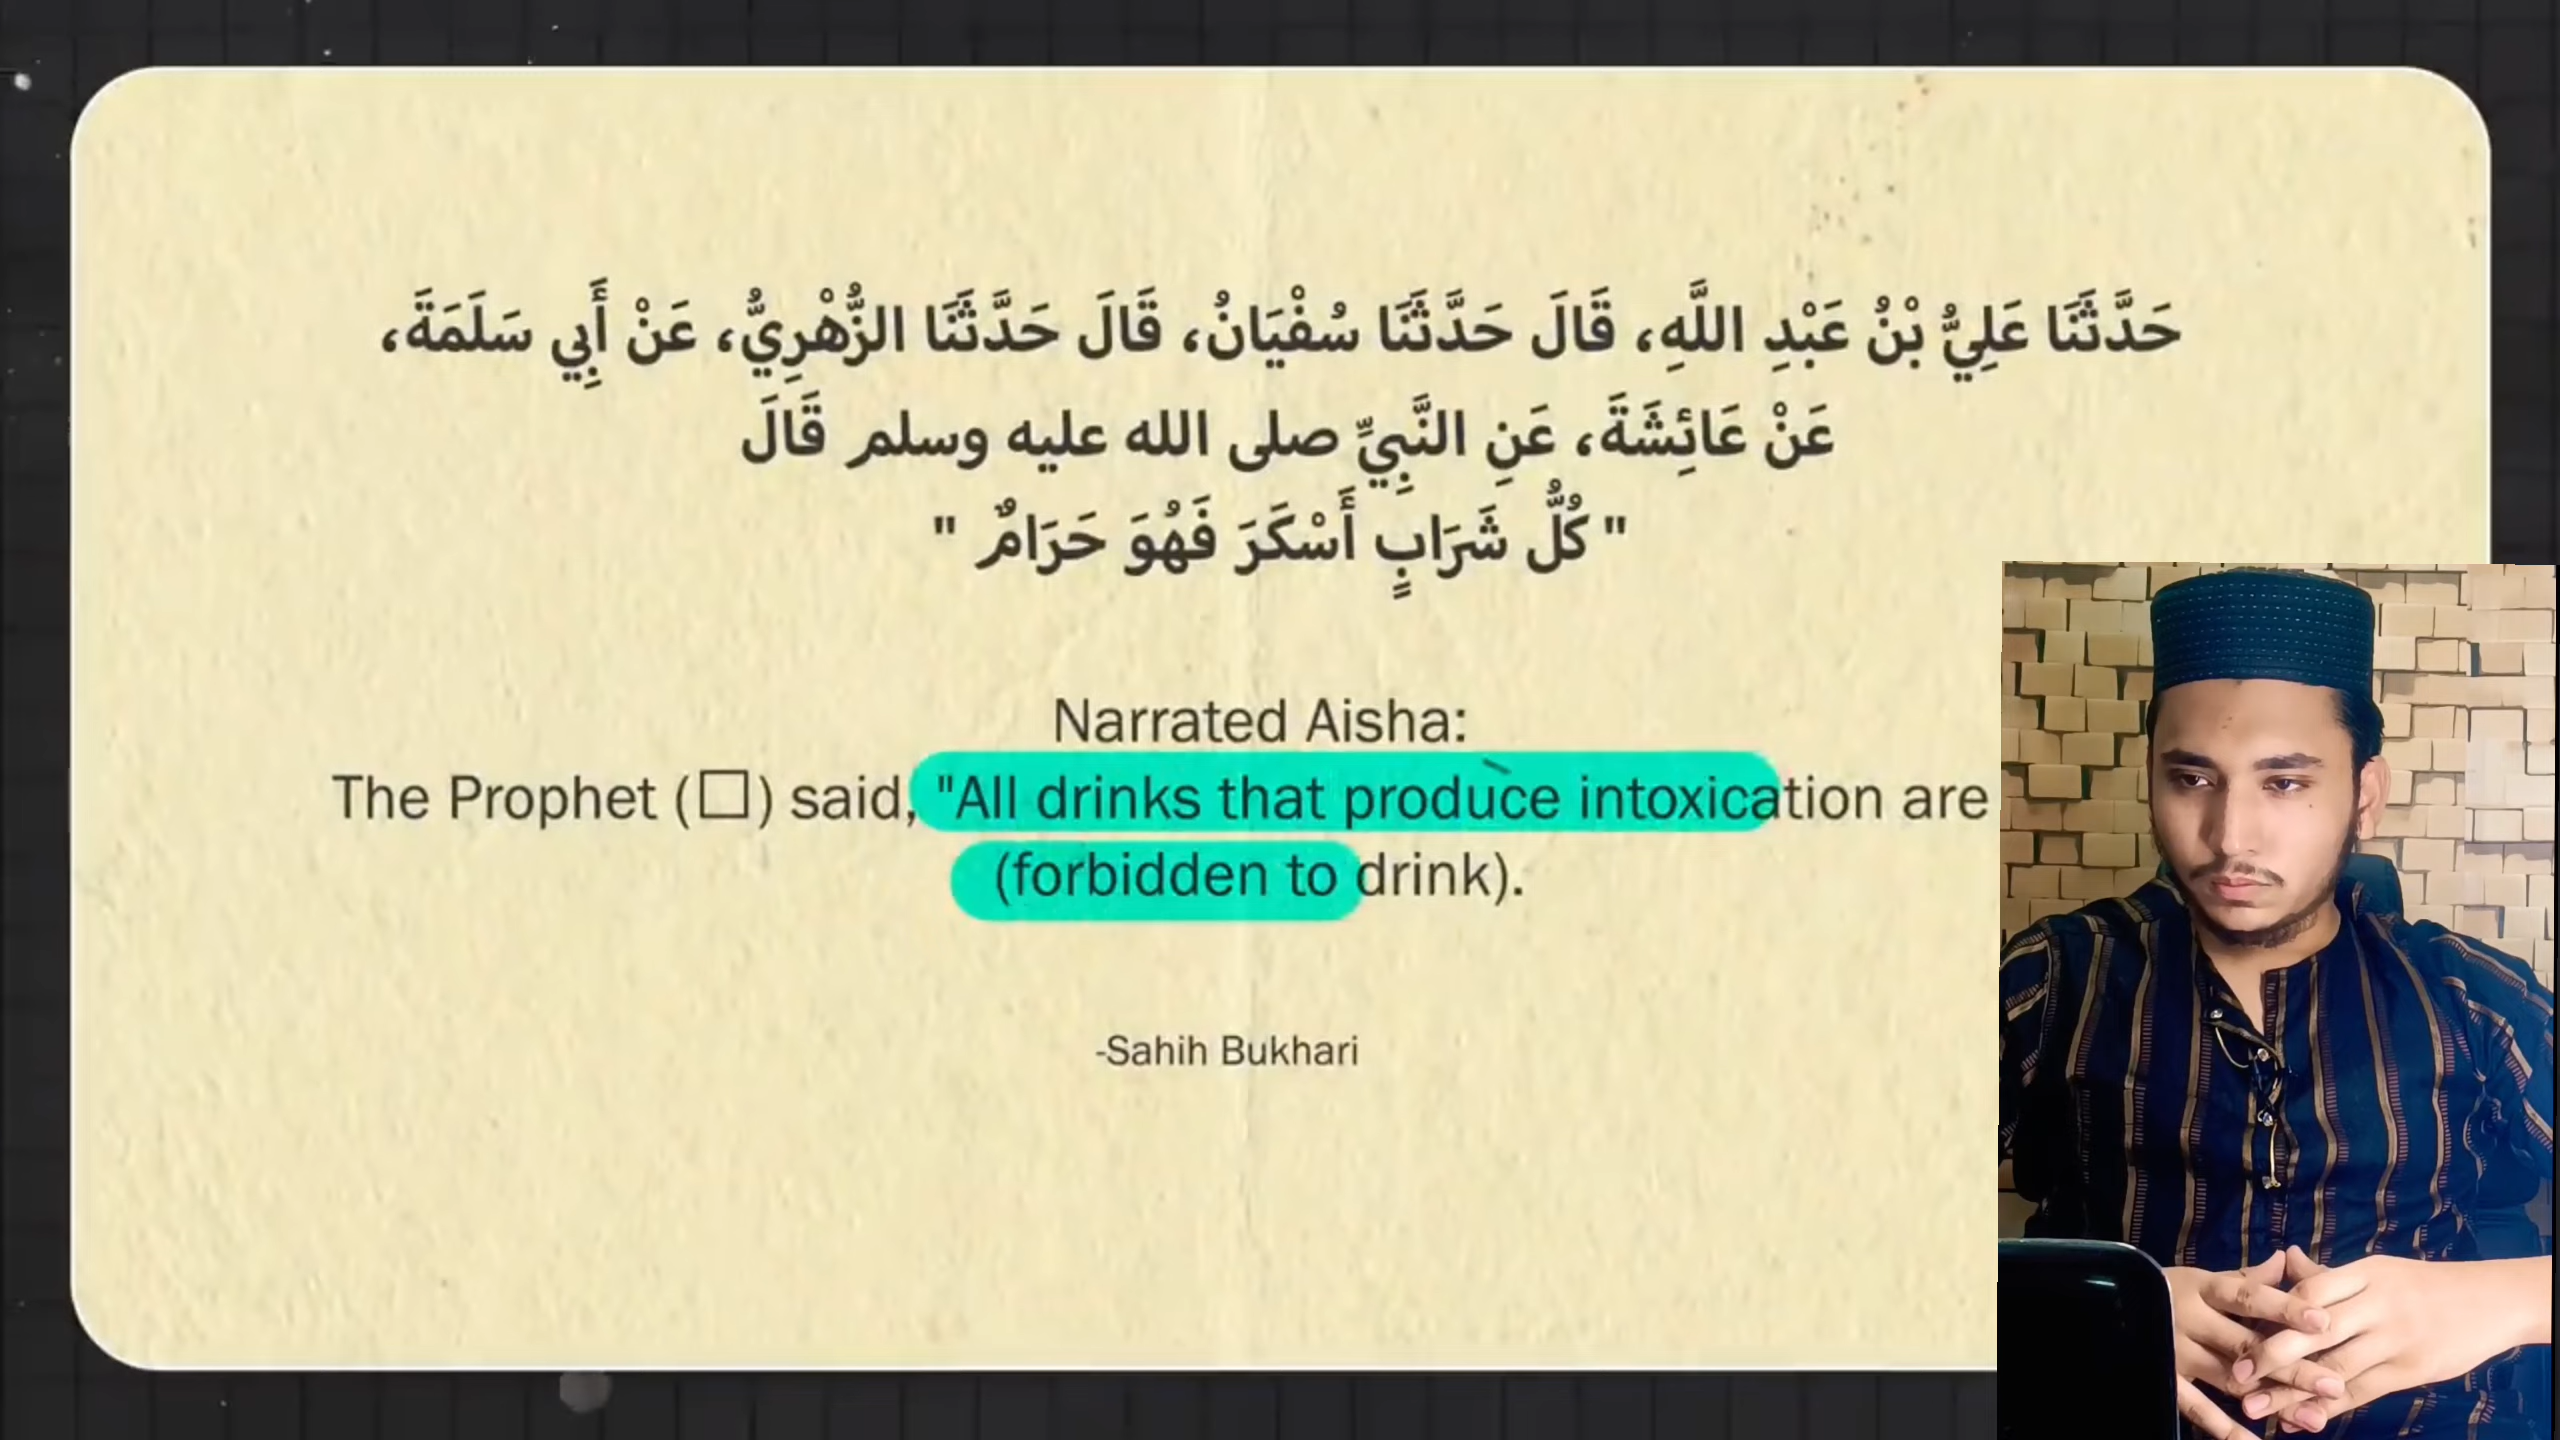 حَدَّثَنَا عَلِيُّ بْنُ عَبْدِ اللَّهِ، قَالَ حَدَّثَنَا سُفْيَانُ، قَالَ حَدَّثَنَا الزُّهْرِيُّ، عَنْ أَبِي سَلَمَةَ،
عَنْ عَائِشَةَ، عَنِ النَّبِيِّ صلى الله عليه وسلم قَالَ
" كُلُّ شَرَابٍ أَسْكَرَ فَهُوَ حَرَامٌ "
Narrated Aisha:
The Prophet (□) said, "All drinks that produce intoxication are
(forbidden to drink).
-Sahih Bukhari